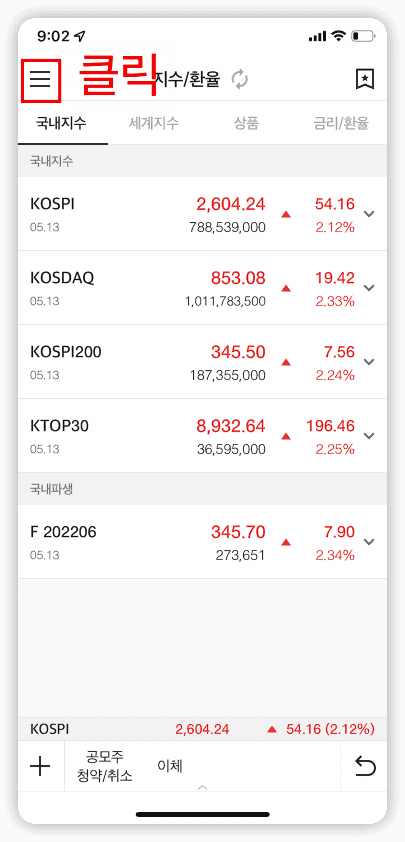 9:02
클릭
지수/환율
국내지수 세계지수 상품 금리/환율
국내지수
KOSPI 2,604.24 ▲ 54.16
05.13 788,539,000 2.12%
KOSDAQ 853.08 ▲ 19.42
05.13 1,011,783,500 2.33%
KOSPI200 345.50 ▲ 7.56
05.13 187,355,000 2.24%
KTOP30 8,932.64 ▲ 196.46
05.13 36,595,000 2.25%
국내파생
F 202206 345.70 ▲ 7.90
05.13 273,651 2.34%
KOSPI 2,604.24 ▲ 54.16 (2.12%)
공모주
청약/취소
이체